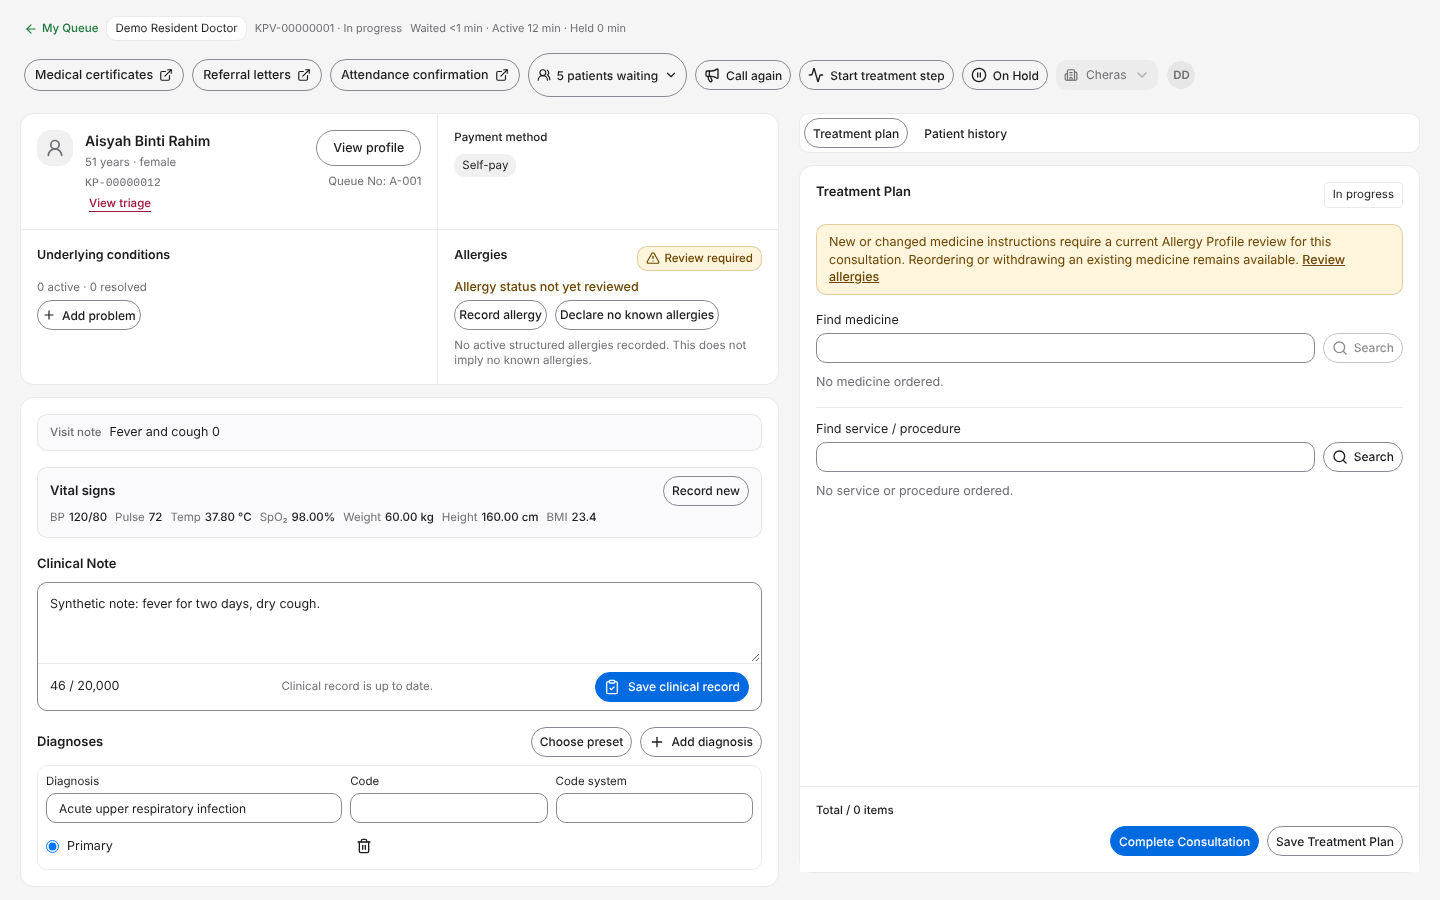 My Queue
Demo Resident Doctor
KPV-00000001 · In progress
Waited <1 min · Active 12 min · Held 0 min
Medical certificates
Referral letters
Attendance confirmation
5 patients waiting
Call again
Start treatment step
On Hold
Cheras
DD
Aisyah Binti Rahim
51 years · female
KP-00000012
View triage
View profile
Queue No: A-001
Payment method
Self-pay
Underlying conditions
0 active · 0 resolved
Add problem
Allergies
Review required
Allergy status not yet reviewed
Record allergy
Declare no known allergies
No active structured allergies recorded. This does not
imply no known allergies.
Visit note Fever and cough 0
Vital signs
Record new
BP 120/80 Pulse 72 Temp 37.80 °C SpO₂ 98.00% Weight 60.00 kg Height 160.00 cm BMI 23.4
Clinical Note
Synthetic note: fever for two days, dry cough.
46 / 20,000
Clinical record is up to date.
Save clinical record
Diagnoses
Choose preset
Add diagnosis
Diagnosis
Code
Code system
Acute upper respiratory infection
Primary
Treatment plan
Patient history
Treatment Plan
In progress
New or changed medicine instructions require a current Allergy Profile review for this
consultation. Reordering or withdrawing an existing medicine remains available. Review
allergies
Find medicine
Search
No medicine ordered.
Find service / procedure
Search
No service or procedure ordered.
Total / 0 items
Complete Consultation
Save Treatment Plan